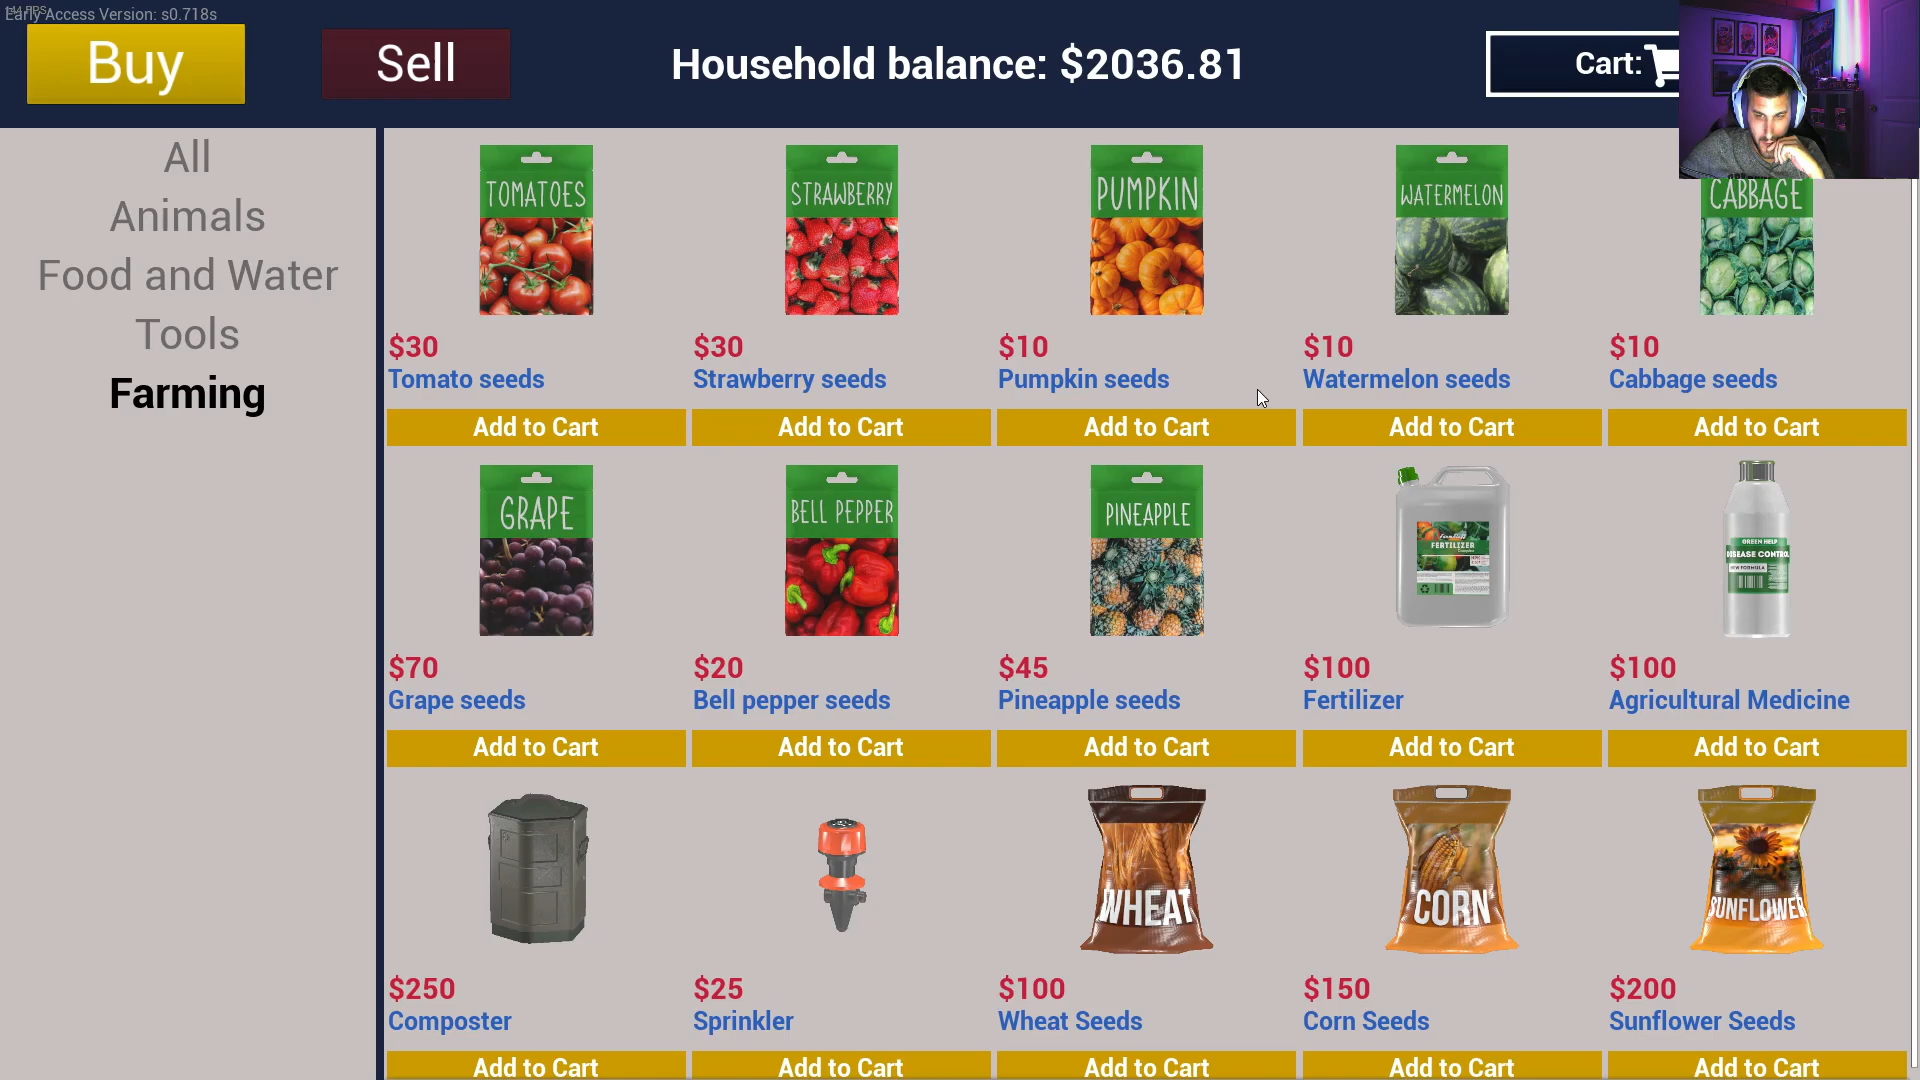 Early Access Version: s0.718s
Buy
Sell
Household balance: $2036.81
Cart:
All
Animals
Food and Water
Tools
Farming
TOMATOES
STRAWBERRY
PUMPKIN
WATERMELON
CABBAGE
$30
$30
$10
$10
$10
Tomato seeds
Strawberry seeds
Pumpkin seeds
Watermelon seeds
Cabbage seeds
Add to Cart
Add to Cart
Add to Cart
Add to Cart
Add to Cart
GRAPE
BELL PEPPER
PINEAPPLE
FERTILIZER
GREEN HELP
DISEASE CONTROL
NEW FORMULA
$70
$20
$45
$100
$100
Grape seeds
Bell pepper seeds
Pineapple seeds
Fertilizer
Agricultural Medicine
Add to Cart
Add to Cart
Add to Cart
Add to Cart
Add to Cart
WHEAT
CORN
SUNFLOWER
$250
$25
$100
$150
$200
Composter
Sprinkler
Wheat Seeds
Corn Seeds
Sunflower Seeds
Add to Cart
Add to Cart
Add to Cart
Add to Cart
Add to Cart